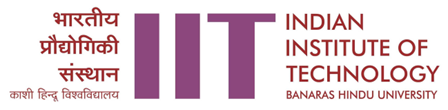 भारतीय
प्रौद्योगिकी
संस्थान
काशी हिन्दू विश्वविद्यालय
IIT
INDIAN
INSTITUTE OF
TECHNOLOGY
BANARAS HINDU UNIVERSITY